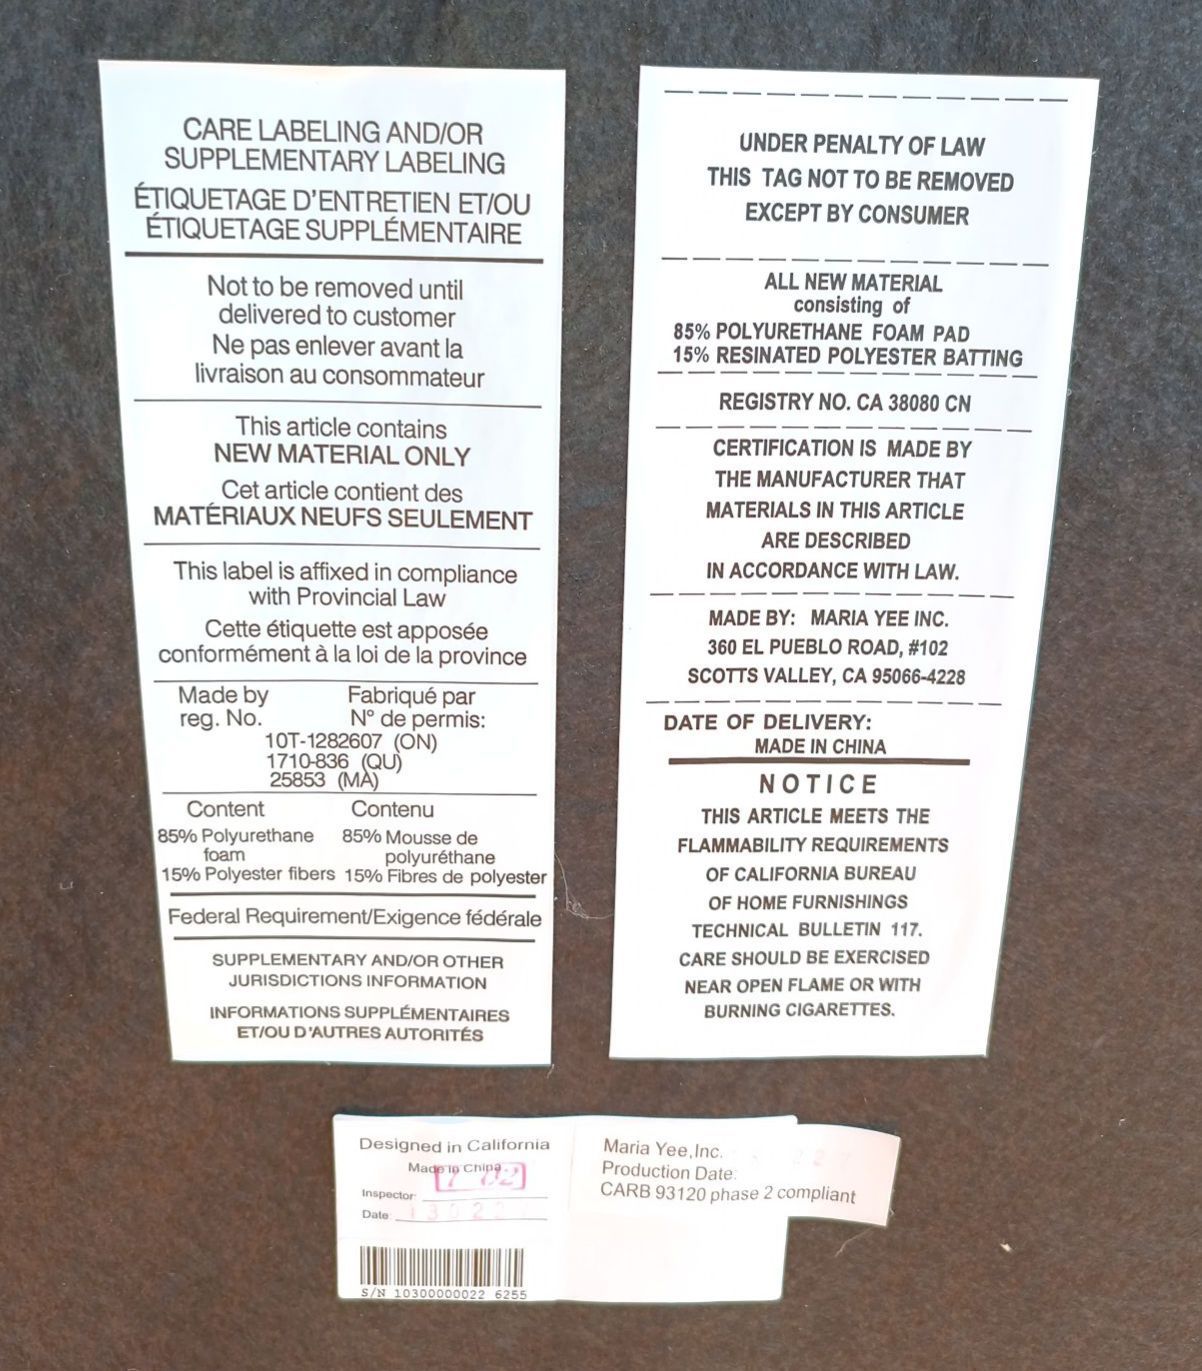 CARE LABELING AND/OR
SUPPLEMENTARY LABELING
ÉTIQUETAGE D'ENTRETIEN ET/OU
ÉTIQUETAGE SUPPLÉMENTAIRE
Not to be removed until
delivered to customer
Ne pas enlever avant la
livraison au consommateur
This article contains
NEW MATERIAL ONLY
Cet article contient des
MATÉRIAUX NEUFS SEULEMENT
This label is affixed in compliance
with Provincial Law
Cette étiquette est apposée
conformément à la loi de la province
Made by Fabriqué par
reg. No. N° de permis:
10T-1282607 (ON)
1710-836 (QU)
25853 (MA)
Content Contenu
85% Polyurethane 85% Mousse de
foam polyuréthane
15% Polyester fibers 15% Fibres de polyester
Federal Requirement/Exigence fédérale
SUPPLEMENTARY AND/OR OTHER
JURISDICTIONS INFORMATION
INFORMATIONS SUPPLÉMENTAIRES
ET/OU D'AUTRES AUTORITÉS
UNDER PENALTY OF LAW
THIS TAG NOT TO BE REMOVED
EXCEPT BY CONSUMER
ALL NEW MATERIAL
consisting of
85% POLYURETHANE FOAM PAD
15% RESINATED POLYESTER BATTING
REGISTRY NO. CA 38080 CN
CERTIFICATION IS MADE BY
THE MANUFACTURER THAT
MATERIALS IN THIS ARTICLE
ARE DESCRIBED
IN ACCORDANCE WITH LAW.
MADE BY: MARIA YEE INC.
360 EL PUEBLO ROAD, #102
SCOTTS VALLEY, CA 95066-4228
DATE OF DELIVERY:
MADE IN CHINA
NOTICE
THIS ARTICLE MEETS THE
FLAMMABILITY REQUIREMENTS
OF CALIFORNIA BUREAU
OF HOME FURNISHINGS
TECHNICAL BULLETIN 117.
CARE SHOULD BE EXERCISED
NEAR OPEN FLAME OR WITH
BURNING CIGARETTES.
Designed in California
Made in China
Inspector:
Date:
S/N 10300000022 6255
Maria Yee,Inc.
Production Date:
CARB 93120 phase 2 compliant